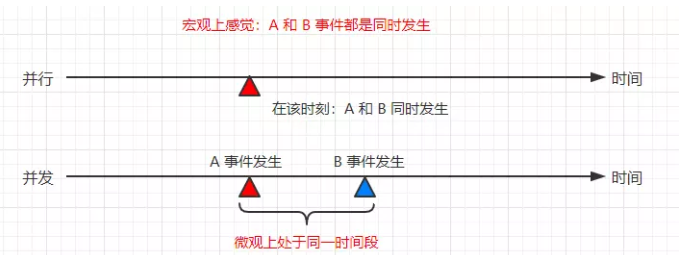 宏观上感觉：A 和 B 事件都是同时发生
并行
时间
在该时刻：A 和 B 同时发生
A 事件发生
B 事件发生
并发
时间
微观上处于同一时间段